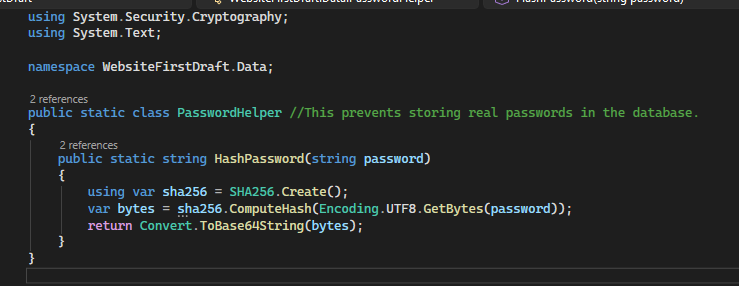 using System.Security.Cryptography;
using System.Text;
namespace WebsiteFirstDraft.Data;
2 references
public static class PasswordHelper //This prevents storing real passwords in the database.
{
2 references
public static string HashPassword(string password)
{
using var sha256 = SHA256.Create();
var bytes = sha256.ComputeHash(Encoding.UTF8.GetBytes(password));
return Convert.ToBase64String(bytes);
}
}